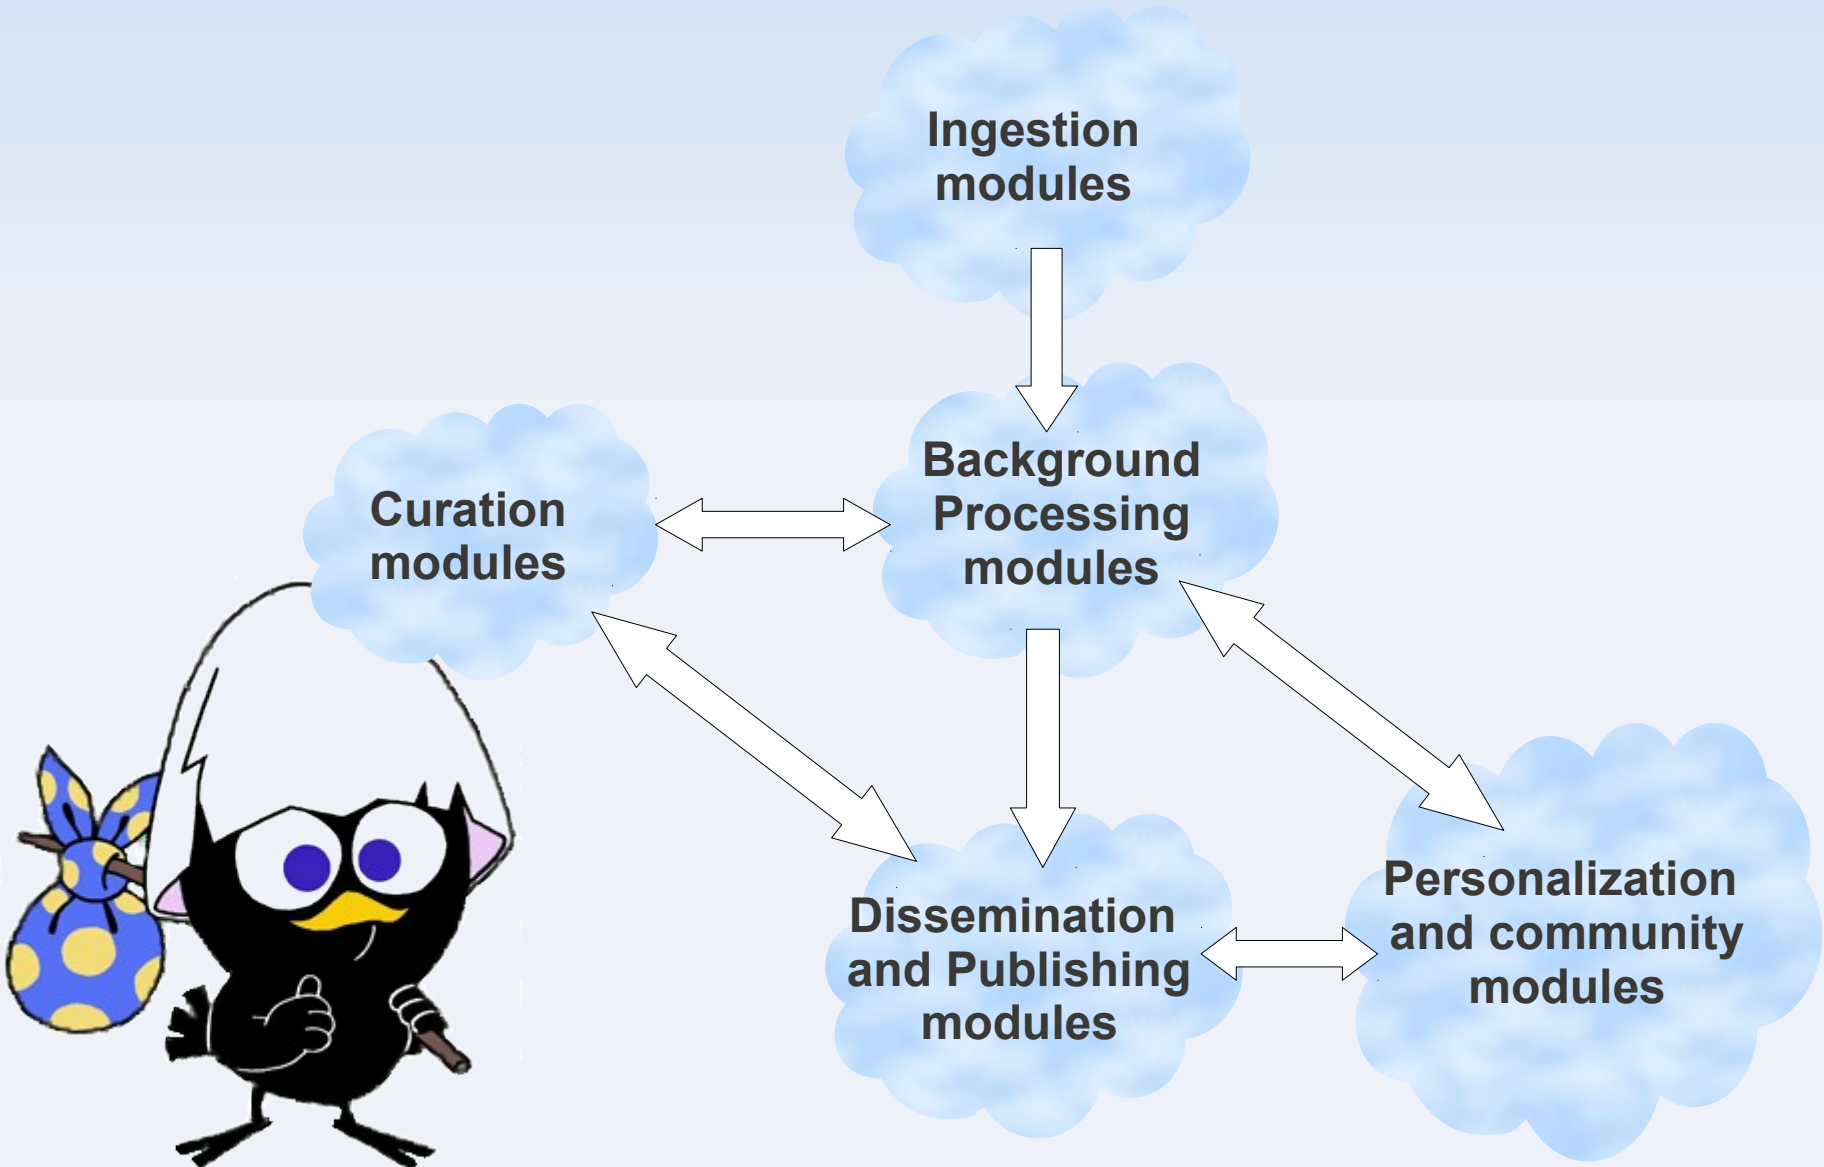 Ingestion
modules
Background
Processing
modules
Curation
modules
Dissemination
and Publishing
modules
Personalization
and community
modules